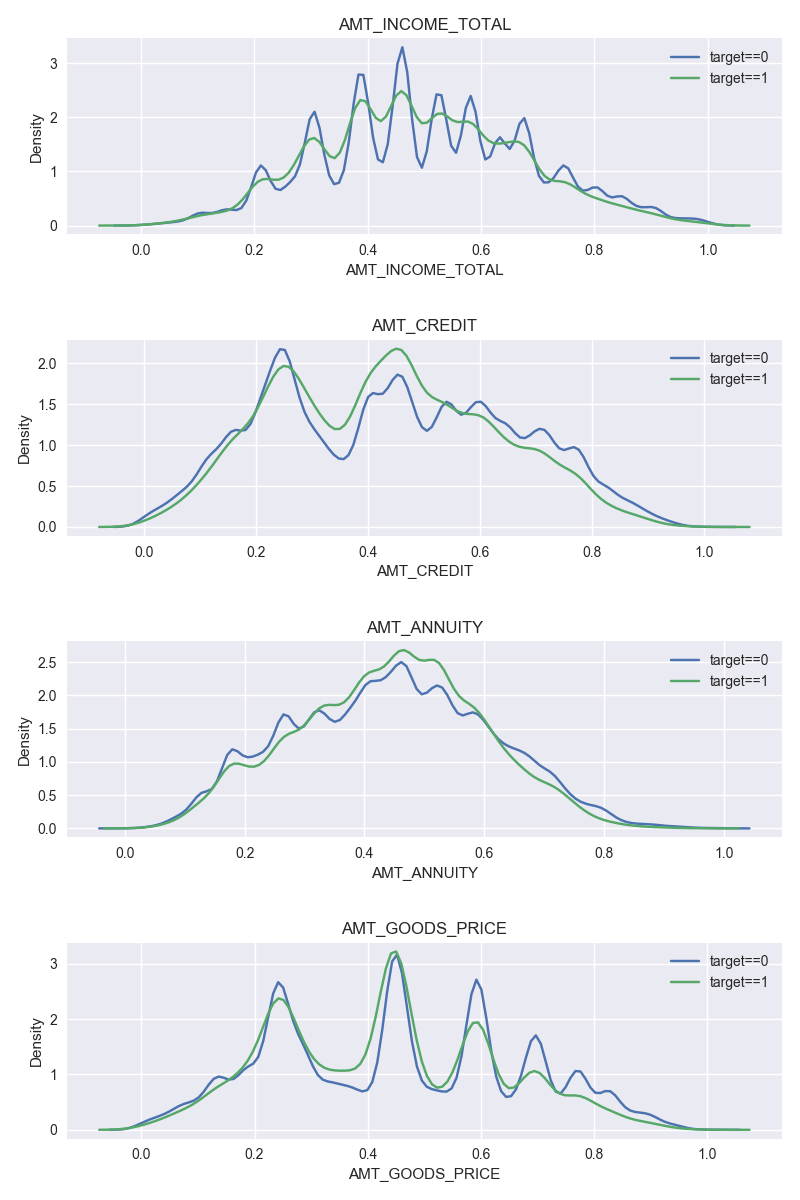 AMT_INCOME_TOTAL
target==0
target==1
Density
3
2
1
0
0.0 0.2 0.4 0.6 0.8 1.0
AMT_INCOME_TOTAL
AMT_CREDIT
target==0
target==1
Density
2.0
1.5
1.0
0.5
0.0
0.0 0.2 0.4 0.6 0.8 1.0
AMT_CREDIT
AMT_ANNUITY
target==0
target==1
Density
2.5
2.0
1.5
1.0
0.5
0.0
0.0 0.2 0.4 0.6 0.8 1.0
AMT_ANNUITY
AMT_GOODS_PRICE
target==0
target==1
Density
3
2
1
0
0.0 0.2 0.4 0.6 0.8 1.0
AMT_GOODS_PRICE